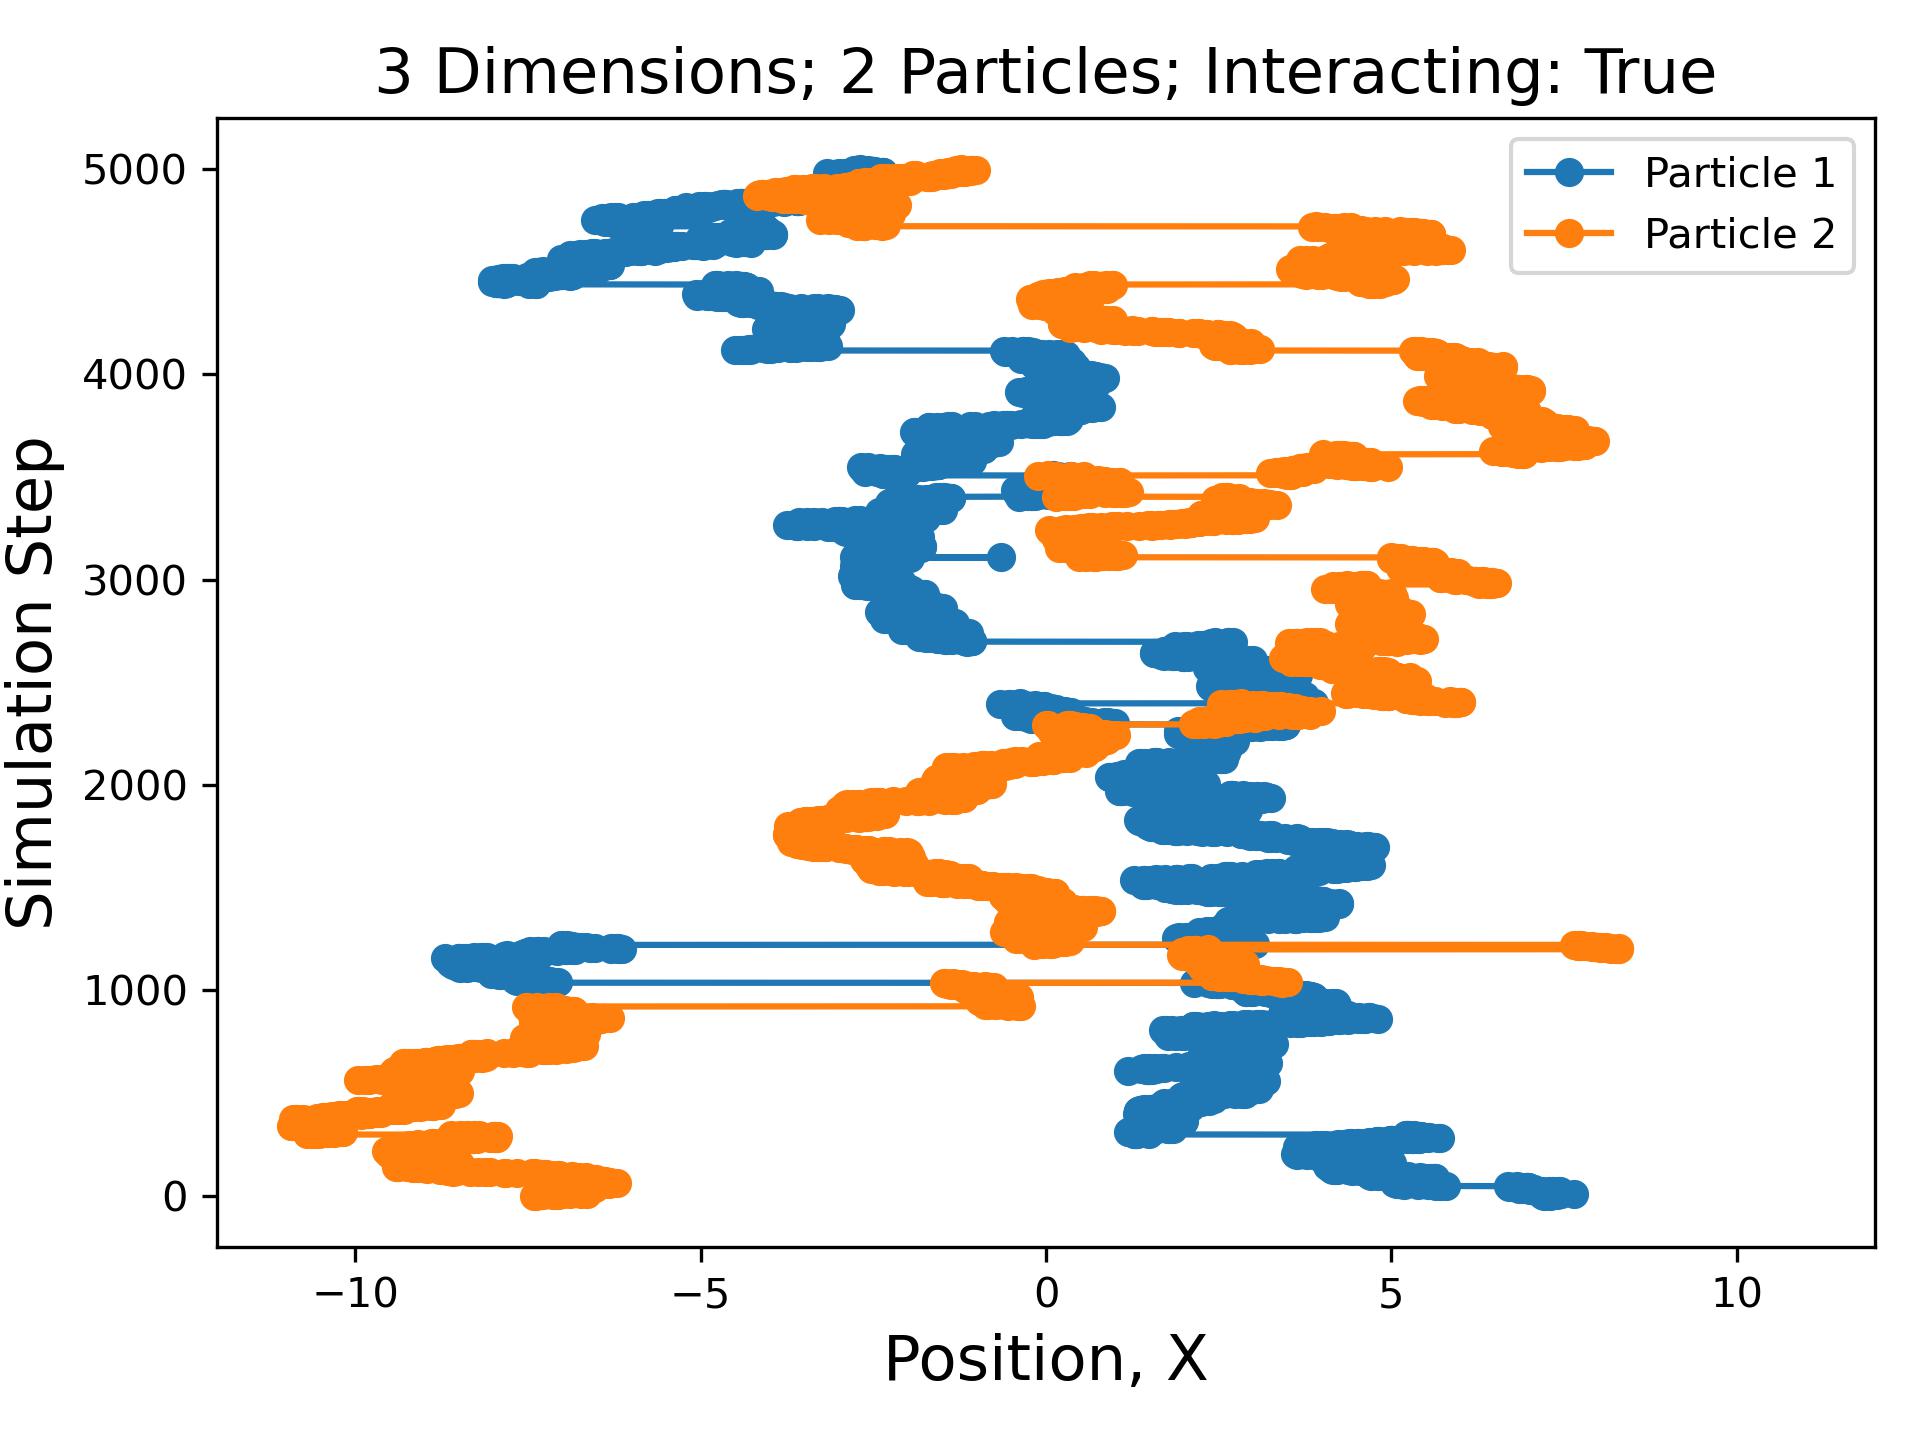 3 Dimensions; 2 Particles; Interacting: True
Particle 1
Particle 2
5000
4000
3000
2000
1000
0
Simulation Step
−10
−5
0
5
10
Position, X